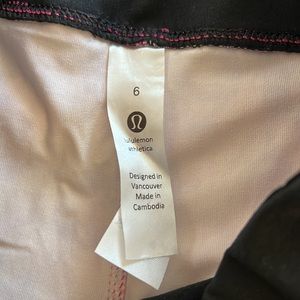 6
lululemon
athletica
Designed in
Vancouver
Made in
Cambodia